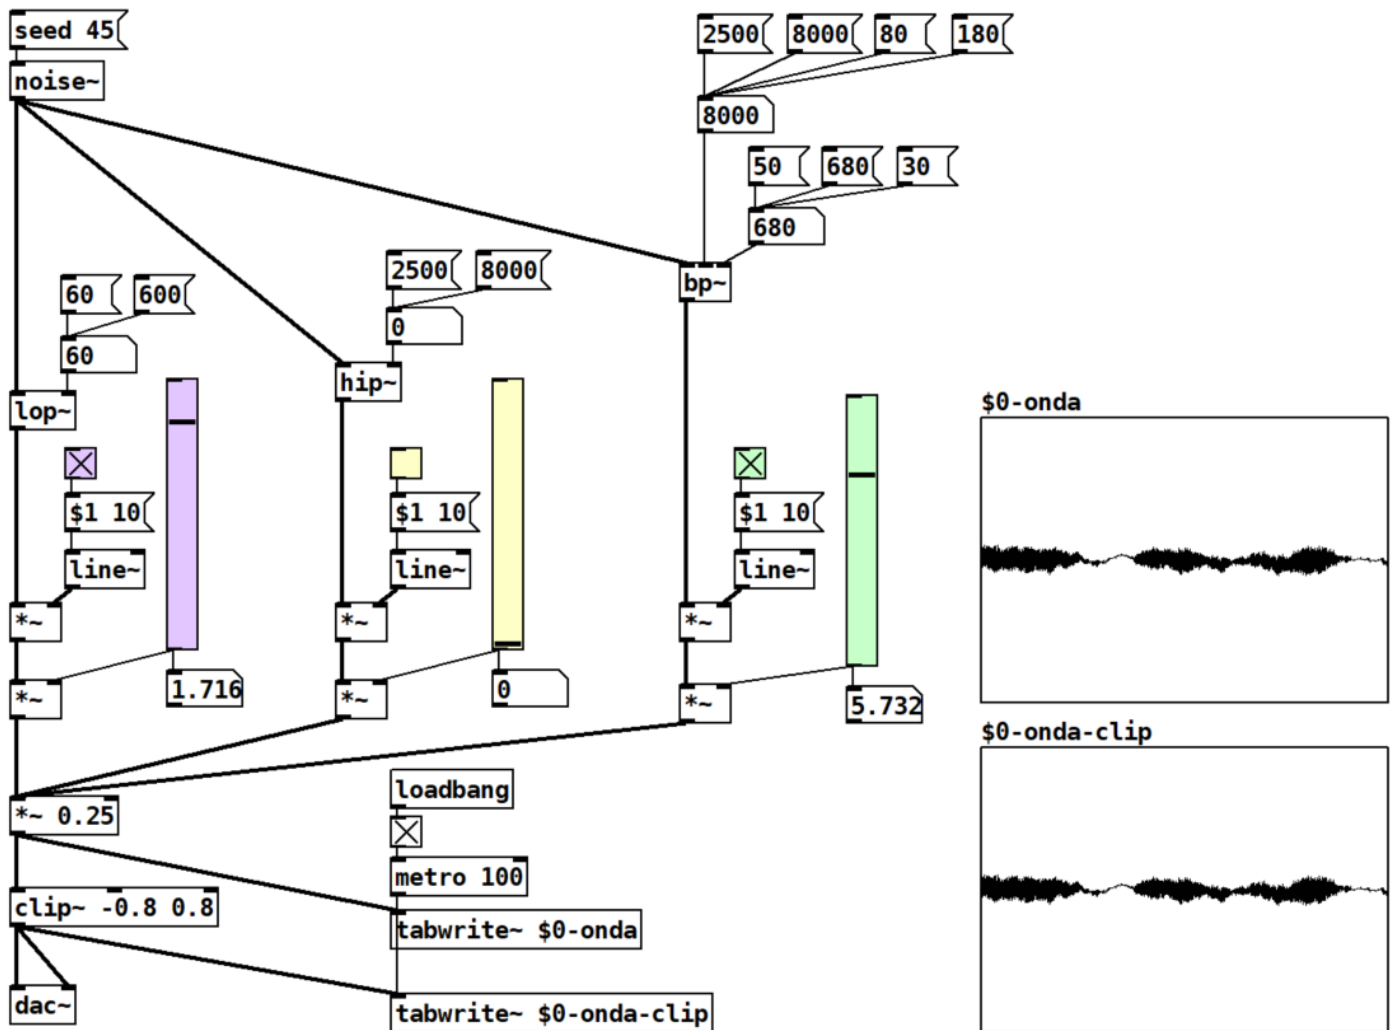 seed 45
noise~
2500 8000 80 180
8000
50 680 30
680
bp~
2500 8000
0
hip~
60 600
60
lop~
$1 10
line~
*~
*~
1.716
$1 10
line~
*~
*~
0
$1 10
line~
*~
*~
5.732
$0-onda
$0-onda-clip
*~ 0.25
loadbang
metro 100
clip~ -0.8 0.8
tabwrite~ $0-onda
dac~
tabwrite~ $0-onda-clip